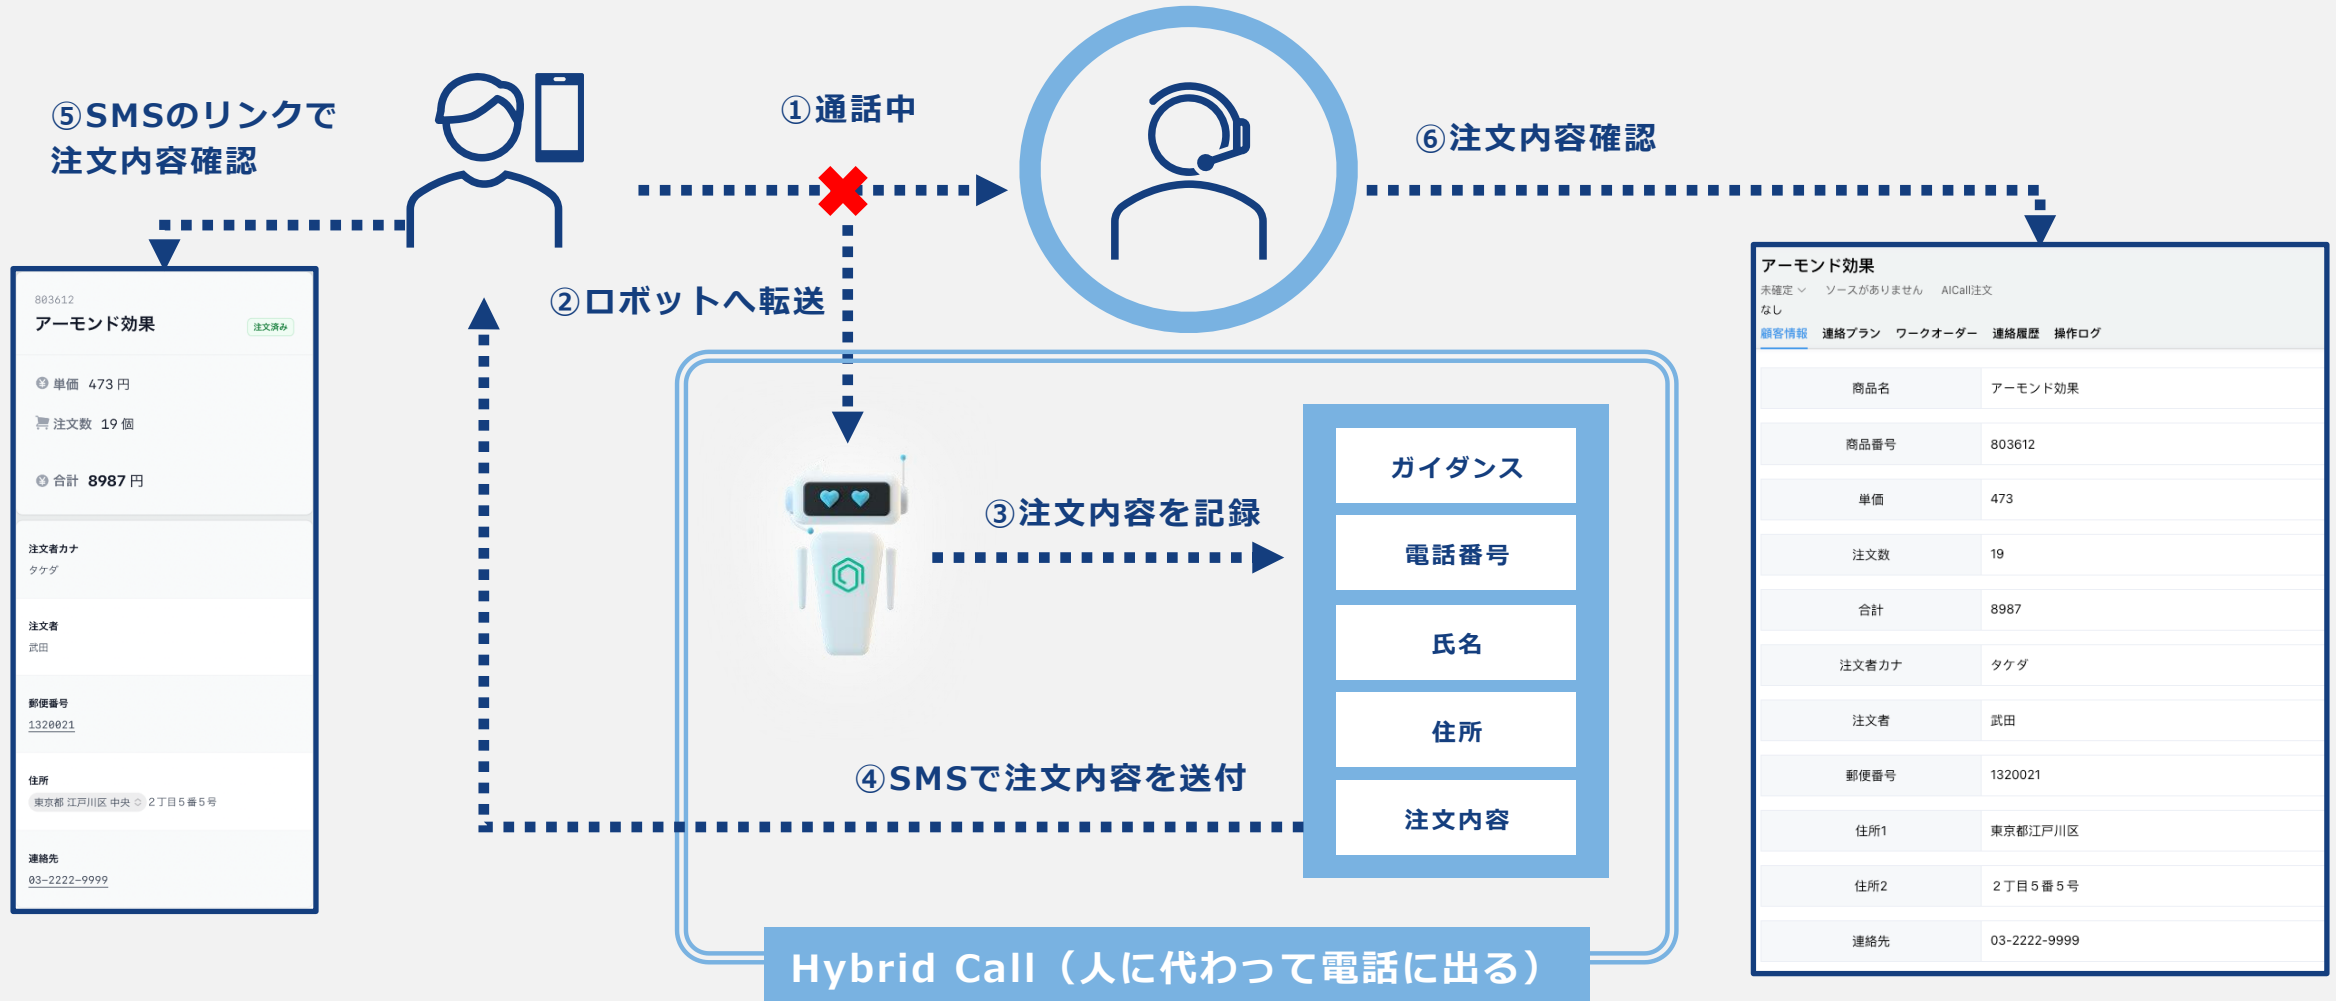 ⑤SMSのリンクで
注文内容確認
①通話中
⑥注文内容確認
②ロボットへ転送
803612
アーモンド効果
注文済み
単価 473 円
注文数 19 個
合計 8987 円
注文者カナ
タケダ
注文者
武田
郵便番号
1320021
住所
東京都 江戸川区 中央 2丁目5番5号
連絡先
03-2222-9999
③注文内容を記録
④SMSで注文内容を送付
ガイダンス
電話番号
氏名
住所
注文内容
Hybrid Call（人に代わって電話に出る）
アーモンド効果
未確定 ソースがありません AICall注文
なし
顧客情報 連絡プラン ワークオーダー 連絡履歴 操作ログ
商品名 アーモンド効果
商品番号 803612
単価 473
注文数 19
合計 8987
注文者カナ タケダ
注文者 武田
郵便番号 1320021
住所1 東京都江戸川区
住所2 2丁目5番5号
連絡先 03-2222-9999